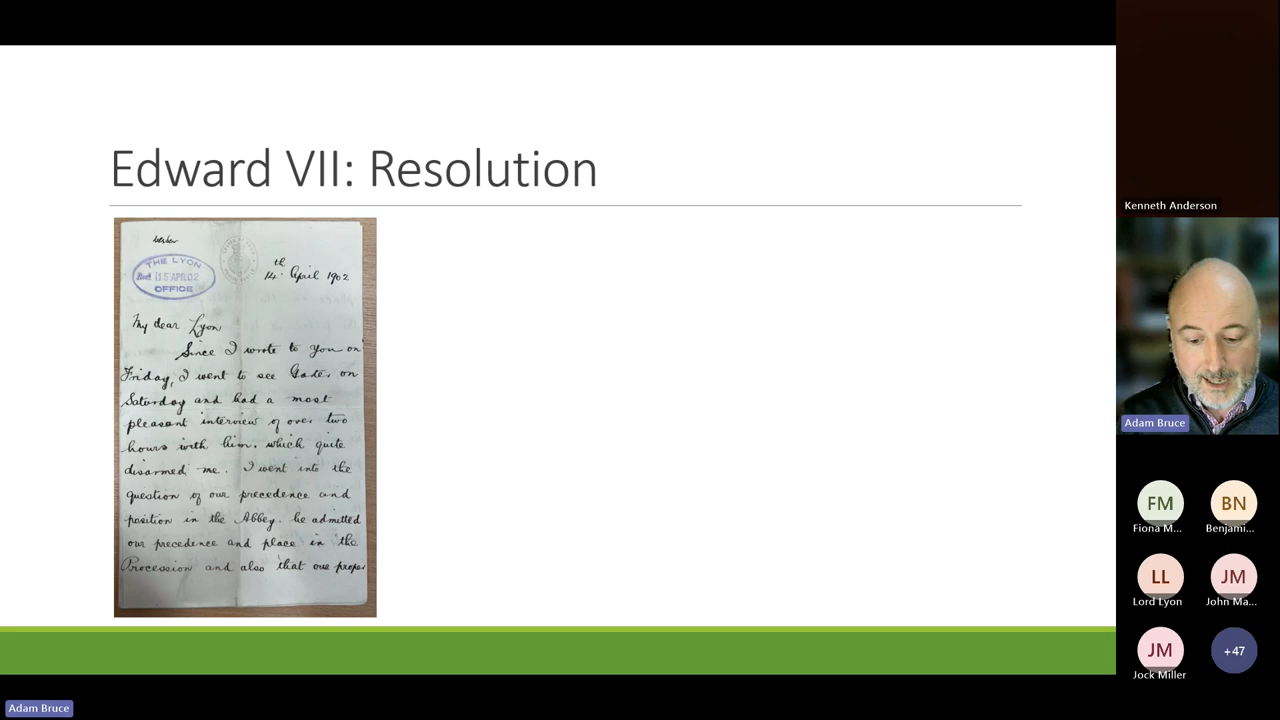 Edward VII: Resolution
THE LYON
15 APR. 02
OFFICE
14th April 1902
My dear Lyon
Since I wrote to you on
Friday, I went to see Garter on
Saturday and had a most
pleasant interview of over two
hours with him. which quite
disarmed me. I went into the
question of our precedence and
position in the Abbey. he admitted
our precedence and place in the
Procession and also that our proper
Kenneth Anderson
Adam Bruce
FM
BN
Fiona M...
Benjami...
LL
JM
Lord Lyon
John Ma...
JM
+47
Jock Miller
Adam Bruce